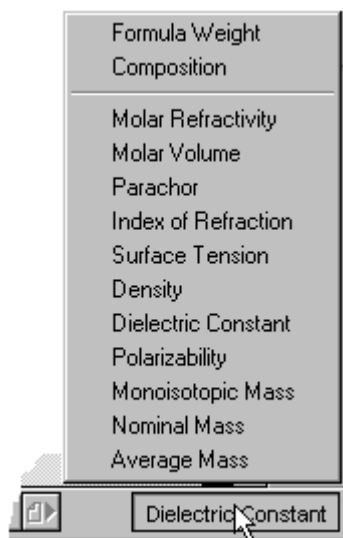 Formula Weight
Composition
Molar Refractivity
Molar Volume
Parachor
Index of Refraction
Surface Tension
Density
Dielectric Constant
Polarizability
Monoisotopic Mass
Nominal Mass
Average Mass
Dielectric Constant